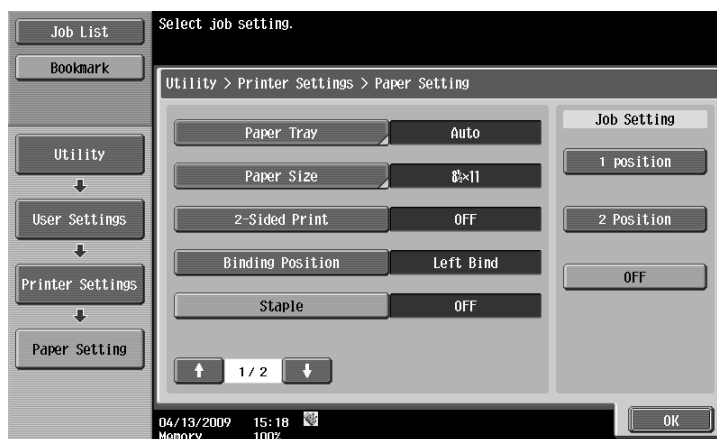 Job List
Select job setting.
Bookmark
Utility > Printer Settings > Paper Setting
Job Setting
Paper Tray Auto
Utility
1 position
Paper Size 8½×11
User Settings
2-Sided Print OFF
2 Position
Binding Position Left Bind
Printer Settings
OFF
Staple OFF
Paper Setting
1/ 2
04/13/2009 15:18
OK
Memory 100%